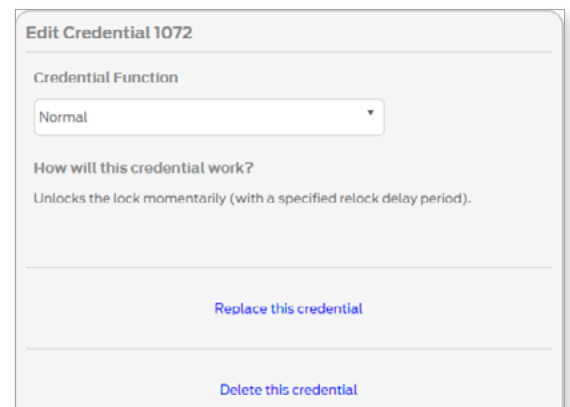 Edit Credential 1072
Credential Function
Normal
How will this credential work?
Unlocks the lock momentarily (with a specified relock delay period).
Replace this credential
Delete this credential